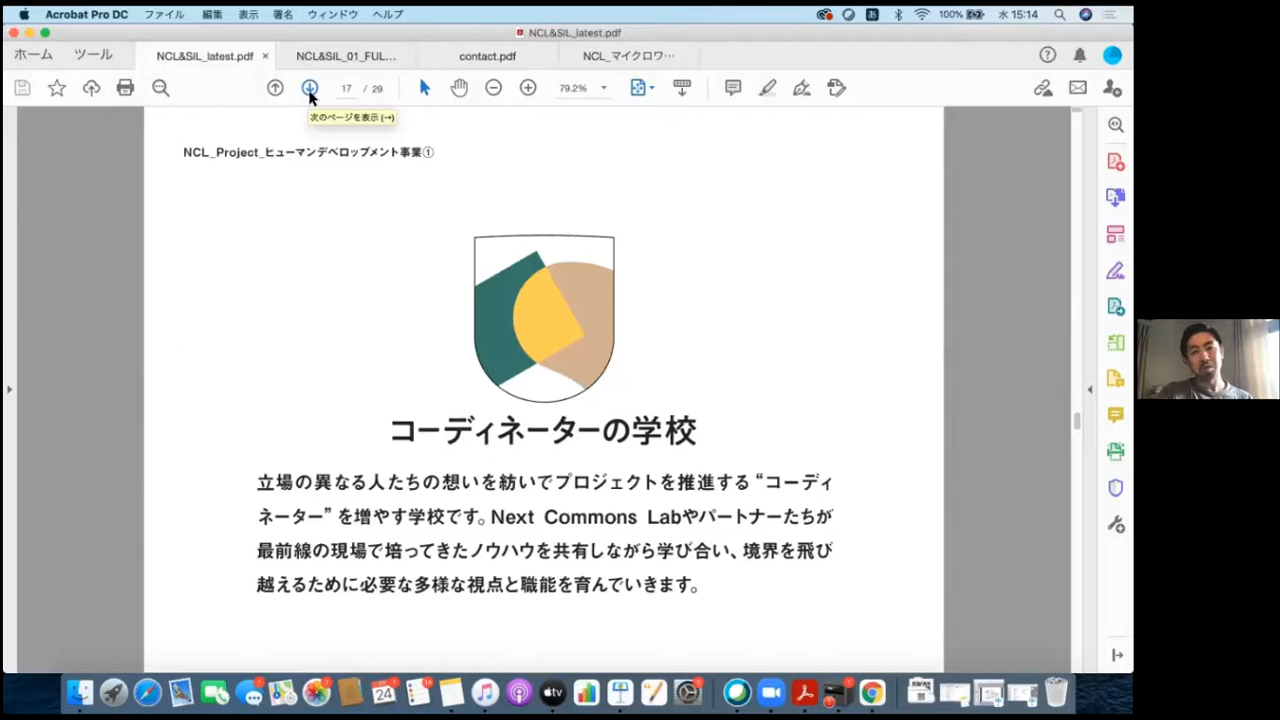 Acrobat Pro DC ファイル 編集 表示 署名 ウィンドウ ヘルプ 100% 水 15:14
NCL&SIL_latest.pdf
ホーム ツール NCL&SIL_latest.pdf × NCL&SIL_01_FUL... contact.pdf NCL_マイクロワ…
17 / 29 79.2%
次のページを表示 (→)
NCL_Project_ヒューマンデベロップメント事業①
コーディネーターの学校
立場の異なる人たちの想いを紡いでプロジェクトを推進する“コーディ
ネーター”を増やす学校です。Next Commons Labやパートナーたちが
最前線の現場で培ってきたノウハウを共有しながら学び合い、境界を飛び
越えるために必要な多様な視点と職能を育んでいきます。
24
tv